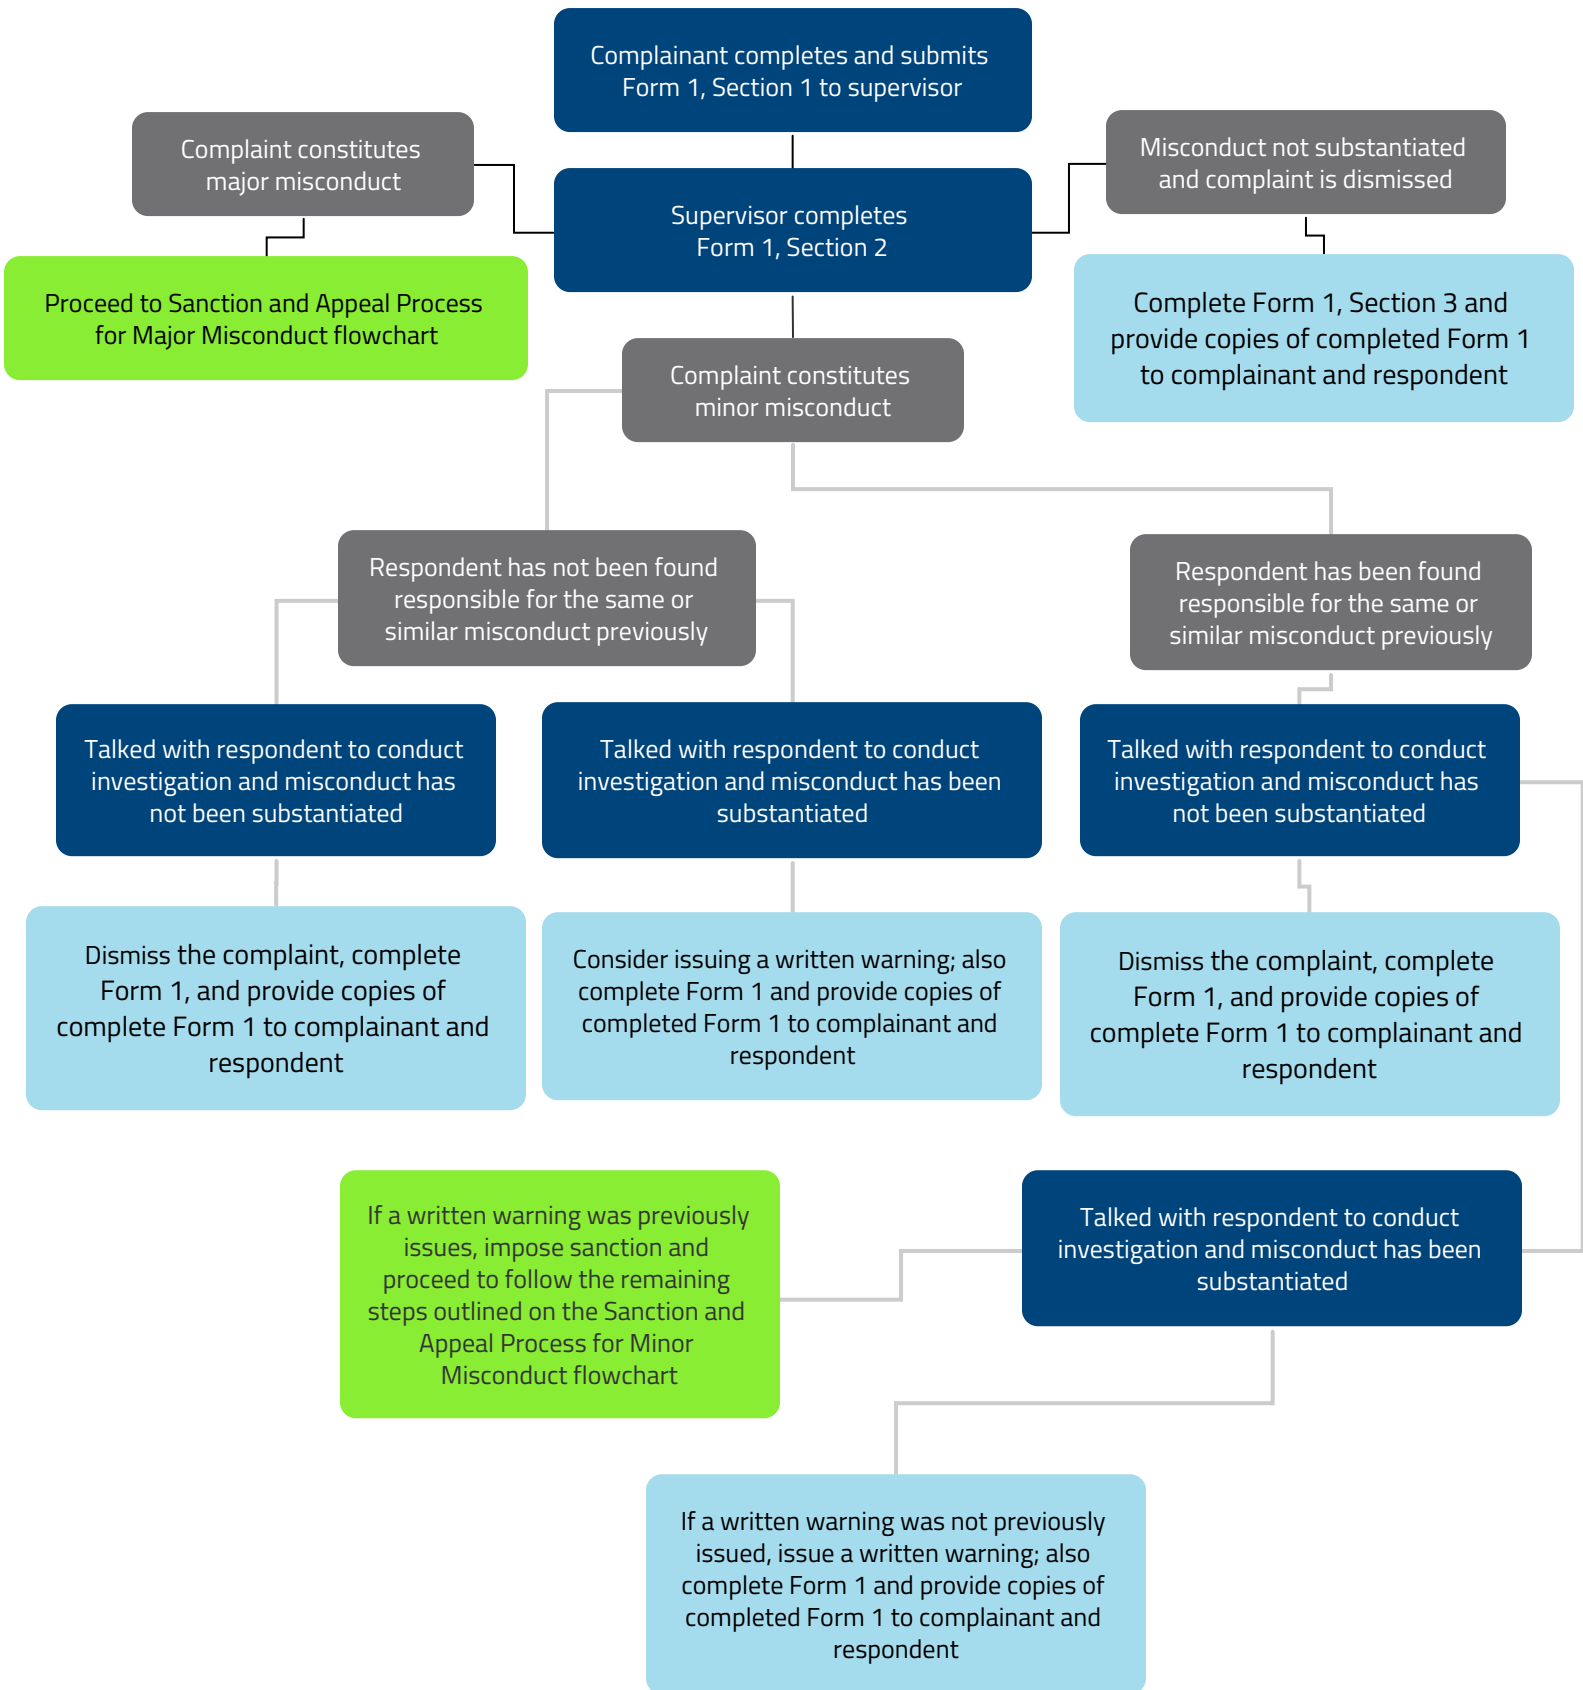 Complainant completes and submits
Form 1, Section 1 to supervisor
Complaint constitutes
major misconduct
Misconduct not substantiated
and complaint is dismissed
Supervisor completes
Form 1, Section 2
Proceed to Sanction and Appeal Process
for Major Misconduct flowchart
Complete Form 1, Section 3 and
provide copies of completed Form 1
to complainant and respondent
Complaint constitutes
minor misconduct
Respondent has not been found
responsible for the same or
similar misconduct previously
Respondent has been found
responsible for the same or
similar misconduct previously
Talked with respondent to conduct
investigation and misconduct has
not been substantiated
Talked with respondent to conduct
investigation and misconduct has been
substantiated
Talked with respondent to conduct
investigation and misconduct has
not been substantiated
Dismiss the complaint, complete
Form 1, and provide copies of
complete Form 1 to complainant and
respondent
Consider issuing a written warning; also
complete Form 1 and provide copies of
completed Form 1 to complainant and
respondent
Dismiss the complaint, complete
Form 1, and provide copies of
complete Form 1 to complainant and
respondent
If a written warning was previously
issues, impose sanction and
proceed to follow the remaining
steps outlined on the Sanction and
Appeal Process for Minor
Misconduct flowchart
Talked with respondent to conduct
investigation and misconduct has been
substantiated
If a written warning was not previously
issued, issue a written warning; also
complete Form 1 and provide copies of
completed Form 1 to complainant and
respondent